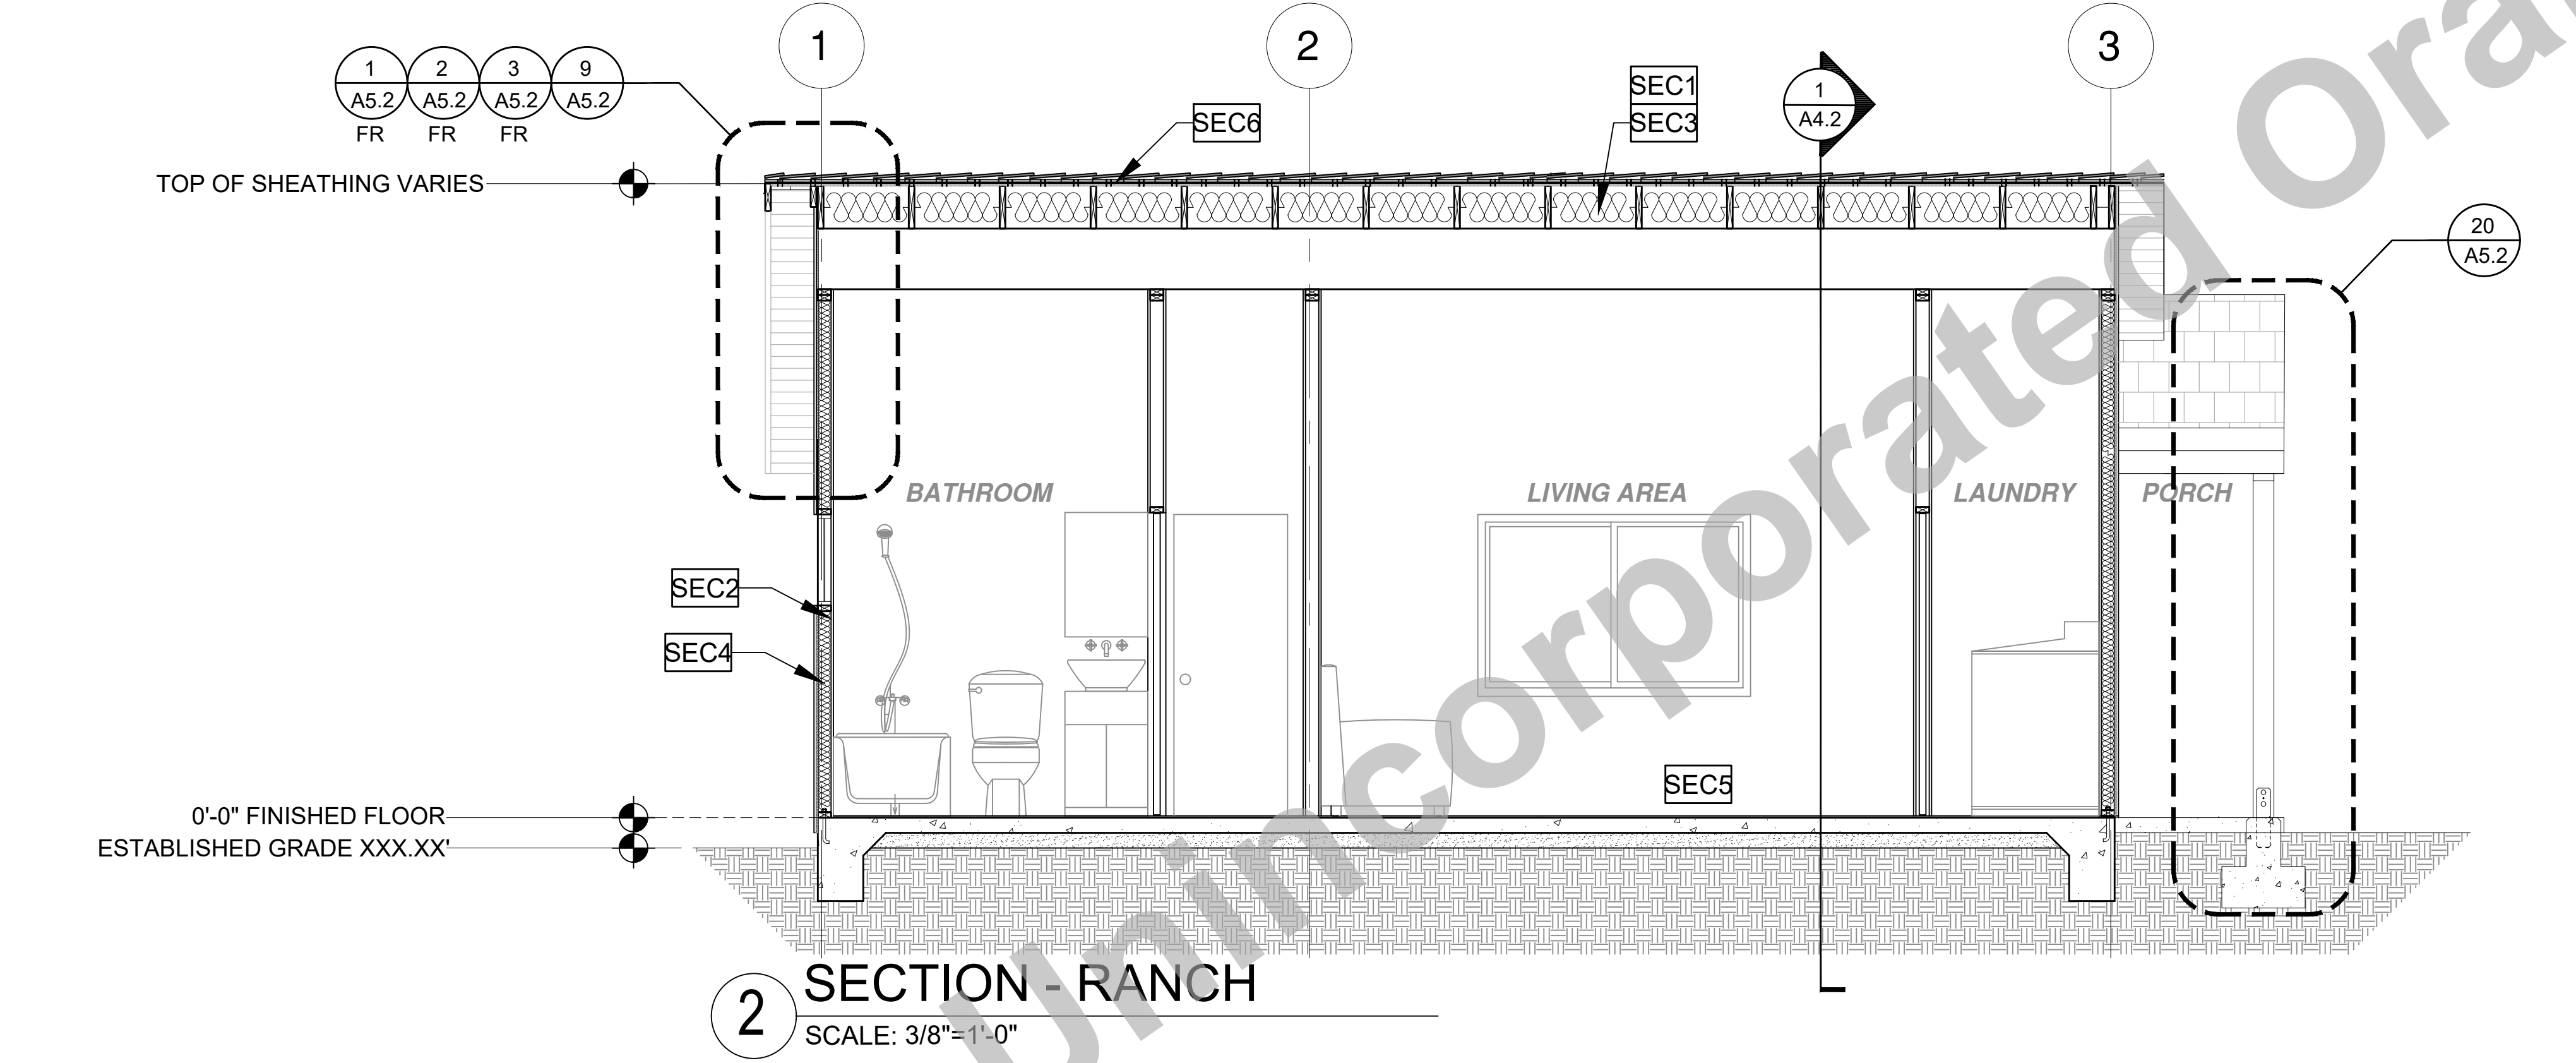 1
2
3
1
A5.2
FR
2
A5.2
FR
3
A5.2
FR
9
A5.2
SEC6
SEC1
SEC3
1
A4.2
TOP OF SHEATHING VARIES
20
A5.2
BATHROOM
LIVING AREA
LAUNDRY
PORCH
SEC2
SEC4
SEC5
0'-0" FINISHED FLOOR
ESTABLISHED GRADE XXX.XX'
2
SECTION - RANCH
SCALE: 3/8"=1'-0"
Unincorporated